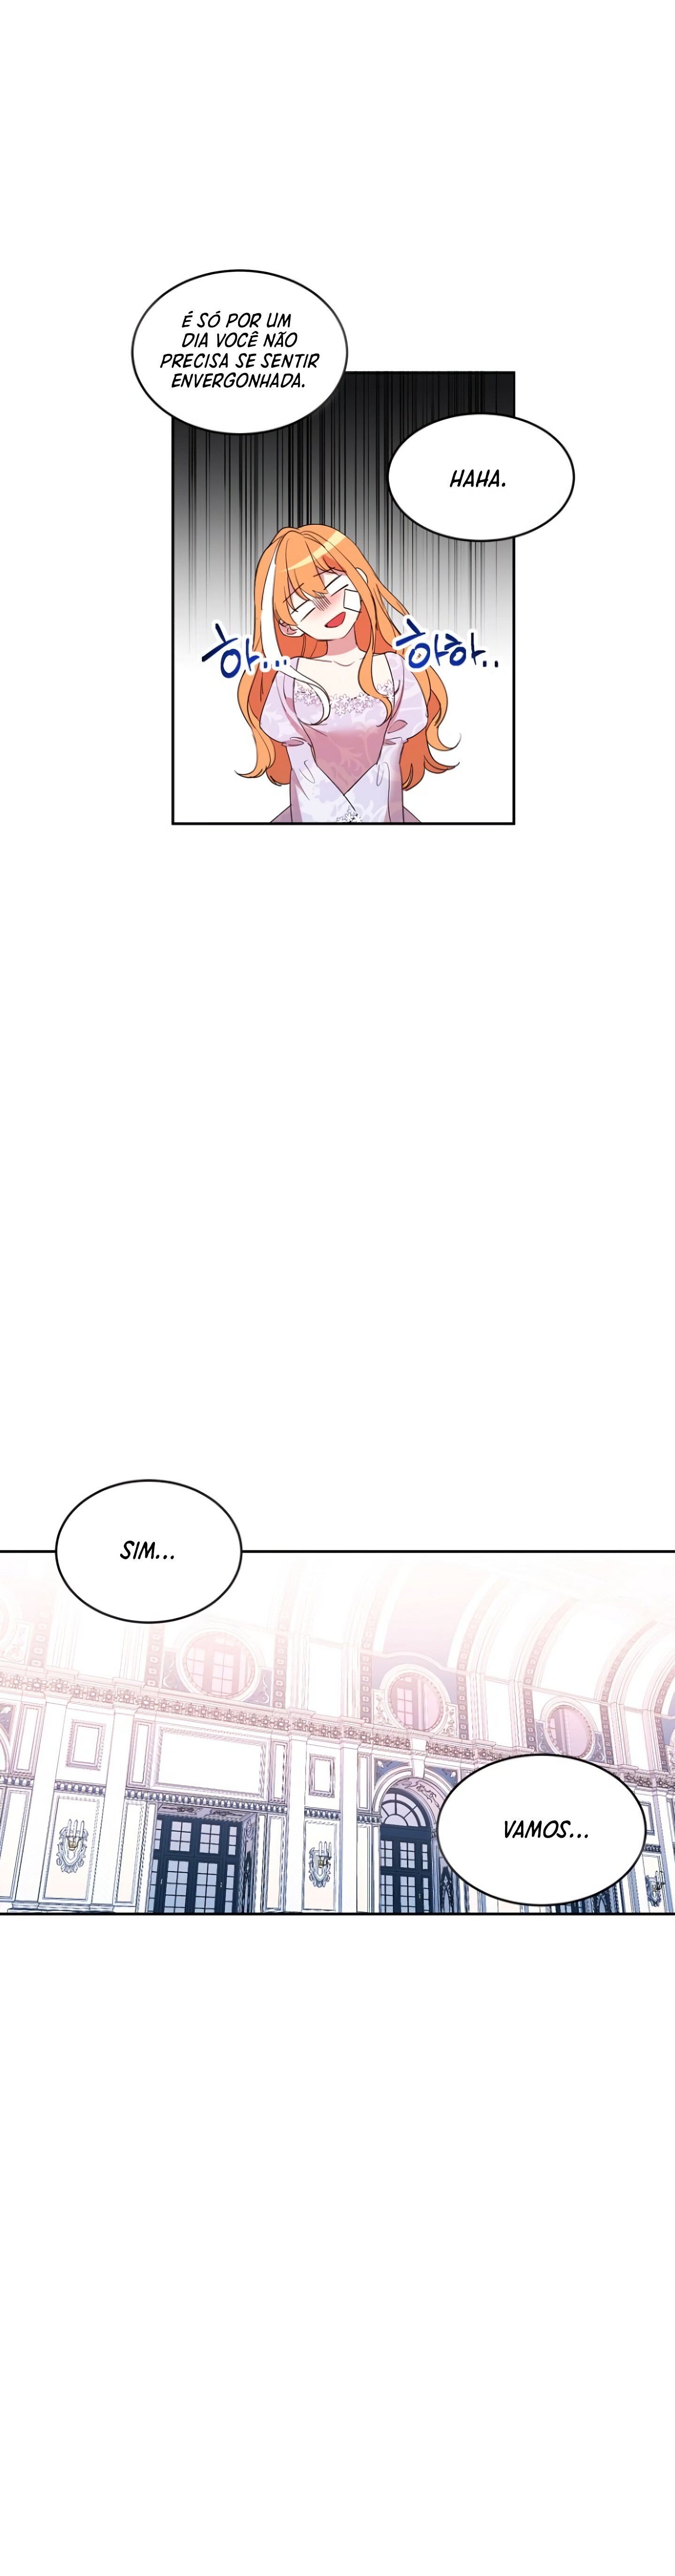 É SÓ POR UM
DIA VOCÊ NÃO
PRECISA SE SENTIR
ENVERGONHADA.
HAHA.
하... 하하..
SIM...
VAMOS...